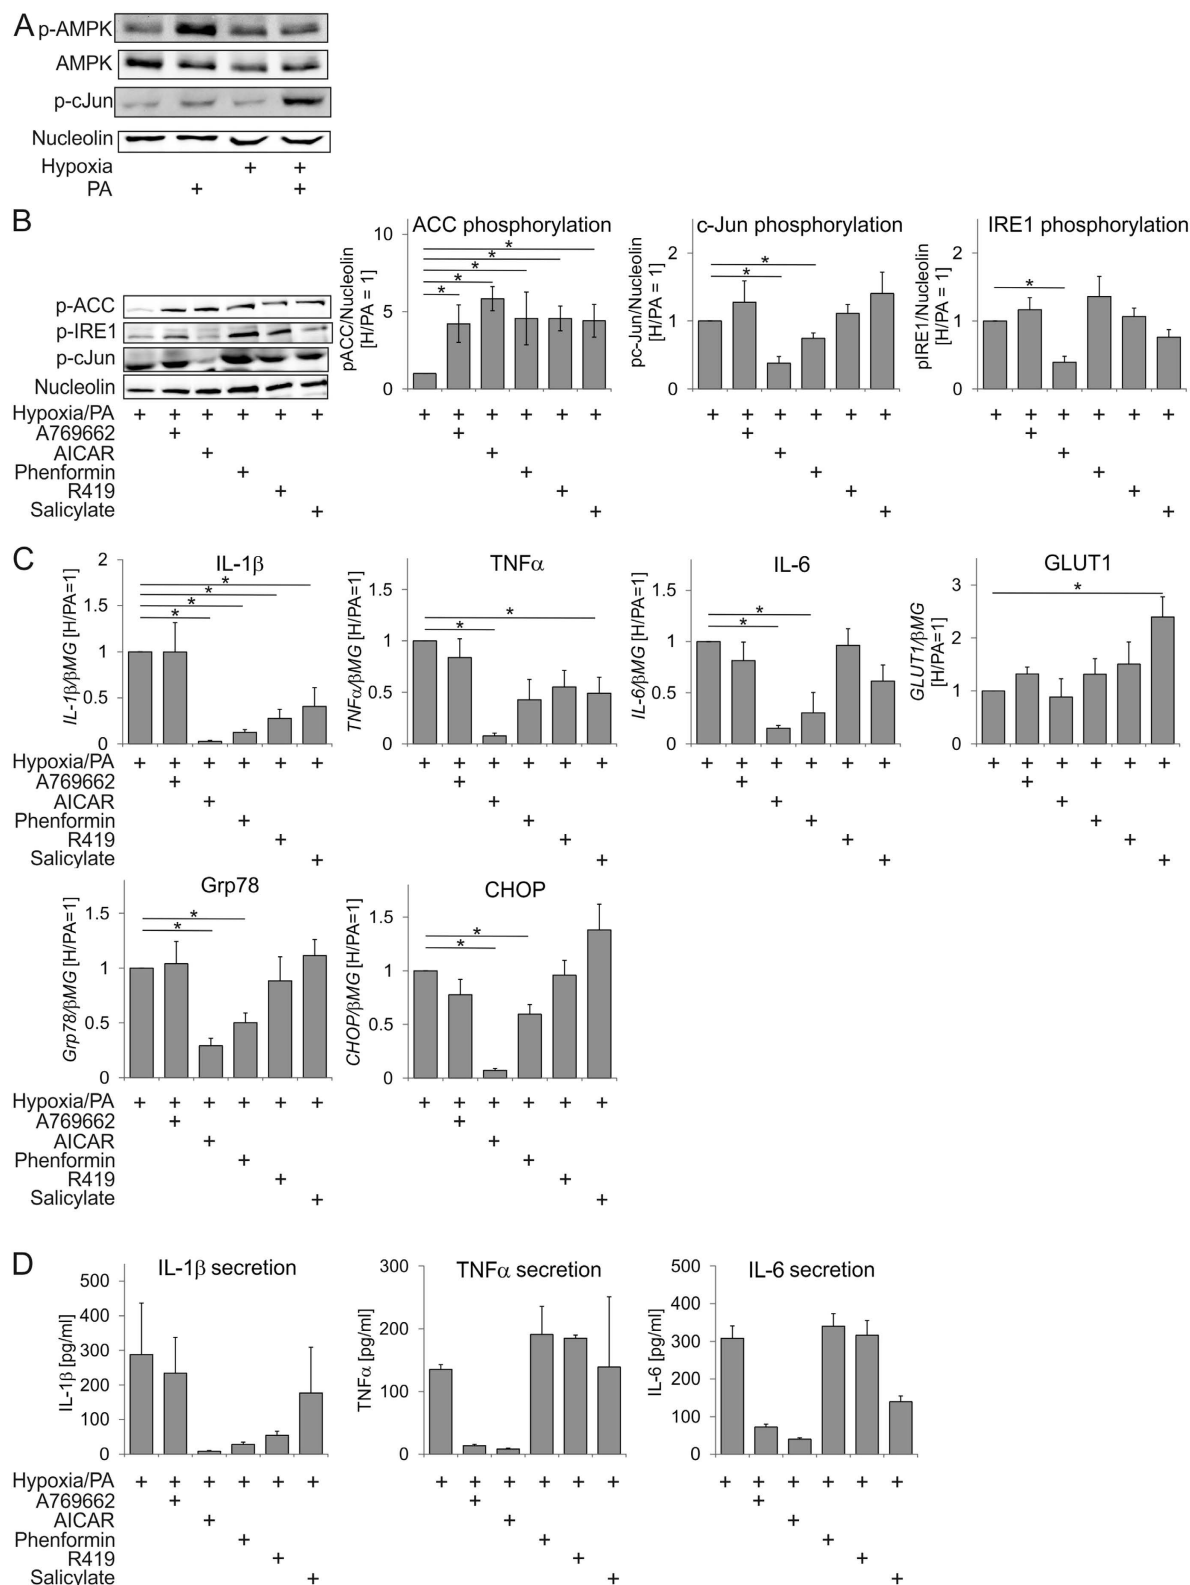 A
p-AMPK
AMPK
p-cJun
Nucleolin
Hypoxia + +
PA + +
B
p-ACC
p-IRE1
p-cJun
Nucleolin
Hypoxia/PA + + + + + +
A769662 +
AICAR +
Phenformin +
R419 +
Salicylate +
ACC phosphorylation
pACC/Nucleolin
[H/PA = 1]
10
5
0
* * * * *
+ + + + + +
+
+
+
+
+
c-Jun phosphorylation
pc-Jun/Nucleolin
[H/PA = 1]
2
1
0
* *
+ + + + + +
+
+
+
+
+
IRE1 phosphorylation
pIRE1/Nucleolin
[H/PA = 1]
2
1
0
*
+ + + + + +
+
+
+
+
+
C
IL-1β
IL-1β/βMG [H/PA=1]
2
1.5
1
0.5
0
* * * *
TNFα
TNFα/βMG [H/PA=1]
1.5
1
0.5
0
* *
IL-6
IL-6/βMG [H/PA=1]
1.5
1
0.5
0
* *
GLUT1
GLUT1/βMG
[H/PA=1]
3
2
1
0
*
Hypoxia/PA + + + + + + + + + + + + + + + + + + + + + + + +
A769662 + + + +
AICAR + + + +
Phenformin + + + +
R419 + + + +
Salicylate + + + +
Grp78
Grp78/βMG [H/PA=1]
1.5
1
0.5
0
* *
CHOP
CHOP/βMG [H/PA=1]
1.5
1
0.5
0
* *
Hypoxia/PA + + + + + + + + + + + +
A769662 + +
AICAR + +
Phenformin + +
R419 + +
Salicylate + +
D
IL-1β secretion
IL-1β [pg/ml]
500
400
300
200
100
0
TNFα secretion
TNFα [pg/ml]
300
200
100
0
IL-6 secretion
IL-6 [pg/ml]
500
400
300
200
100
0
Hypoxia/PA + + + + + + + + + + + + + + + + + +
A769662 + + +
AICAR + + +
Phenformin + + +
R419 + + +
Salicylate + + +